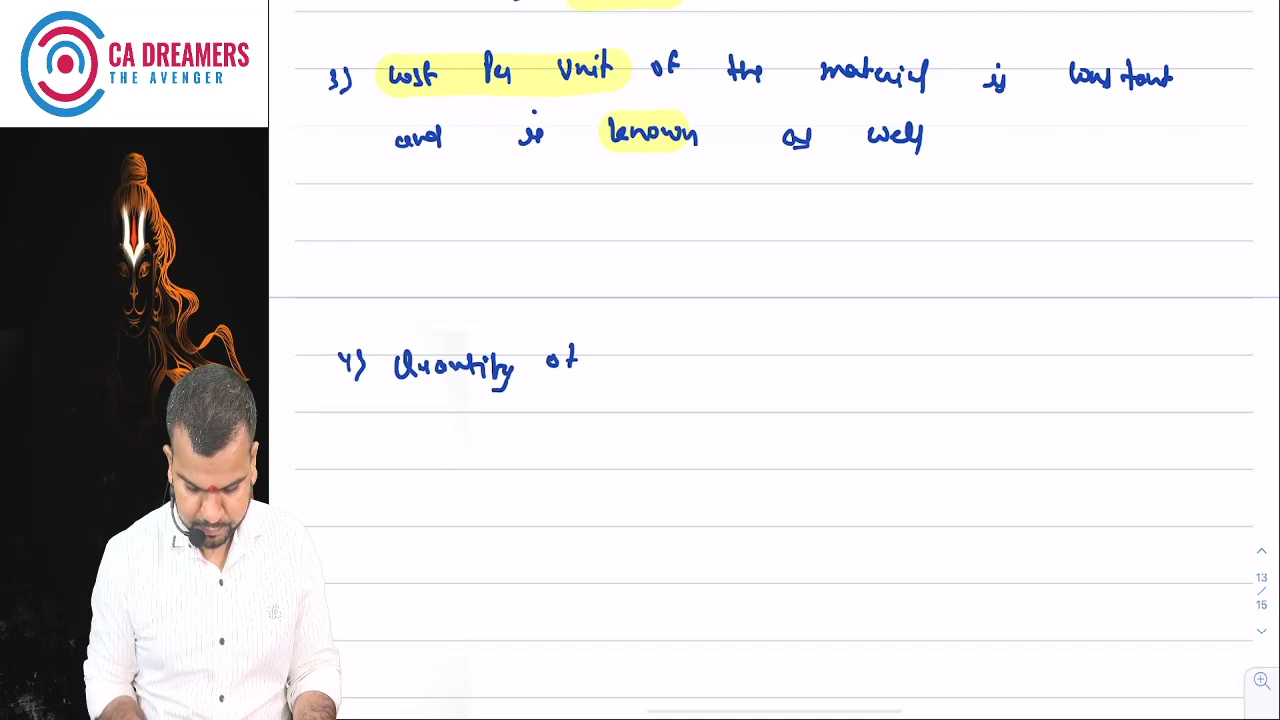 CA DREAMERS
THE AVENGER
3) cost per unit of the material is constant
and is known as well
4) Quantity of
13
/
15